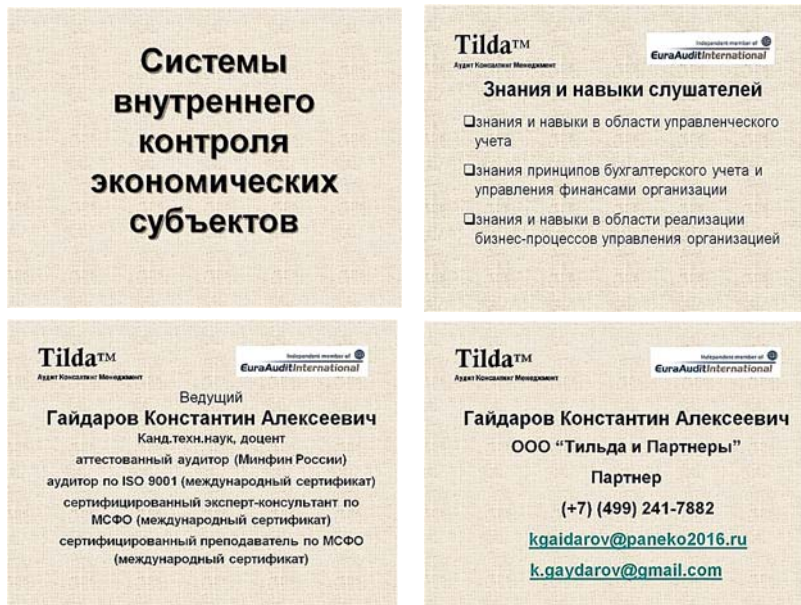 Системы
внутреннего
контроля
экономических
субъектов
Tilda™
Аудит Консалтинг Менеджмент
Independent member of
EuraAuditInternational
Знания и навыки слушателей
❑знания и навыки в области управленческого
учета
❑знания принципов бухгалтерского учета и
управления финансами организации
❑знания и навыки в области реализации
бизнес-процессов управления организацией
Tilda™
Аудит Консалтинг Менеджмент
Independent member of
EuraAuditInternational
Ведущий
Гайдаров Константин Алексеевич
Канд.техн.наук, доцент
аттестованный аудитор (Минфин России)
аудитор по ISO 9001 (международный сертификат)
сертифицированный эксперт-консультант по
МСФО (международный сертификат)
сертифицированный преподаватель по МСФО
(международный сертификат)
Tilda™
Аудит Консалтинг Менеджмент
Independent member of
EuraAuditInternational
Гайдаров Константин Алексеевич
ООО “Тильда и Партнеры”
Партнер
(+7) (499) 241-7882
kgaidarov@paneko2016.ru
k.gaydarov@gmail.com